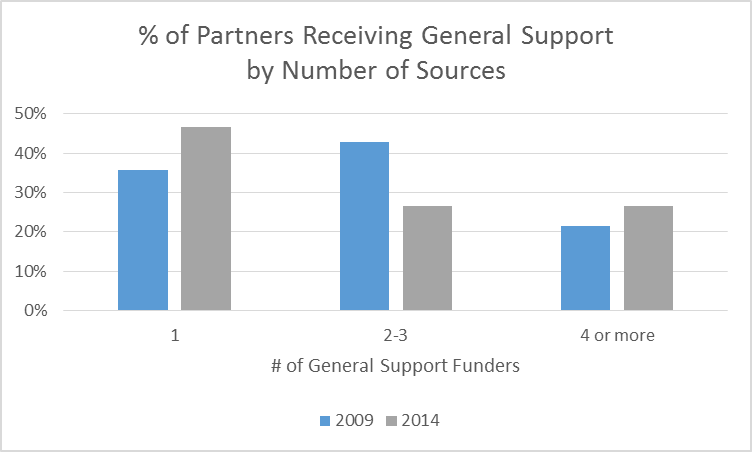 % of Partners Receiving General Support
by Number of Sources
50%
40%
30%
20%
10%
0%
1
2-3
4 or more
# of General Support Funders
2009
2014